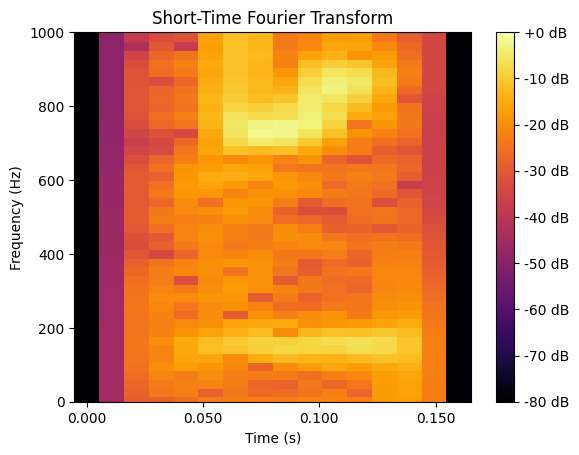 Short-Time Fourier Transform
1000
800
600
400
200
0
Frequency (Hz)
0.000
0.050
0.100
0.150
Time (s)
+0 dB
-10 dB
-20 dB
-30 dB
-40 dB
-50 dB
-60 dB
-70 dB
-80 dB